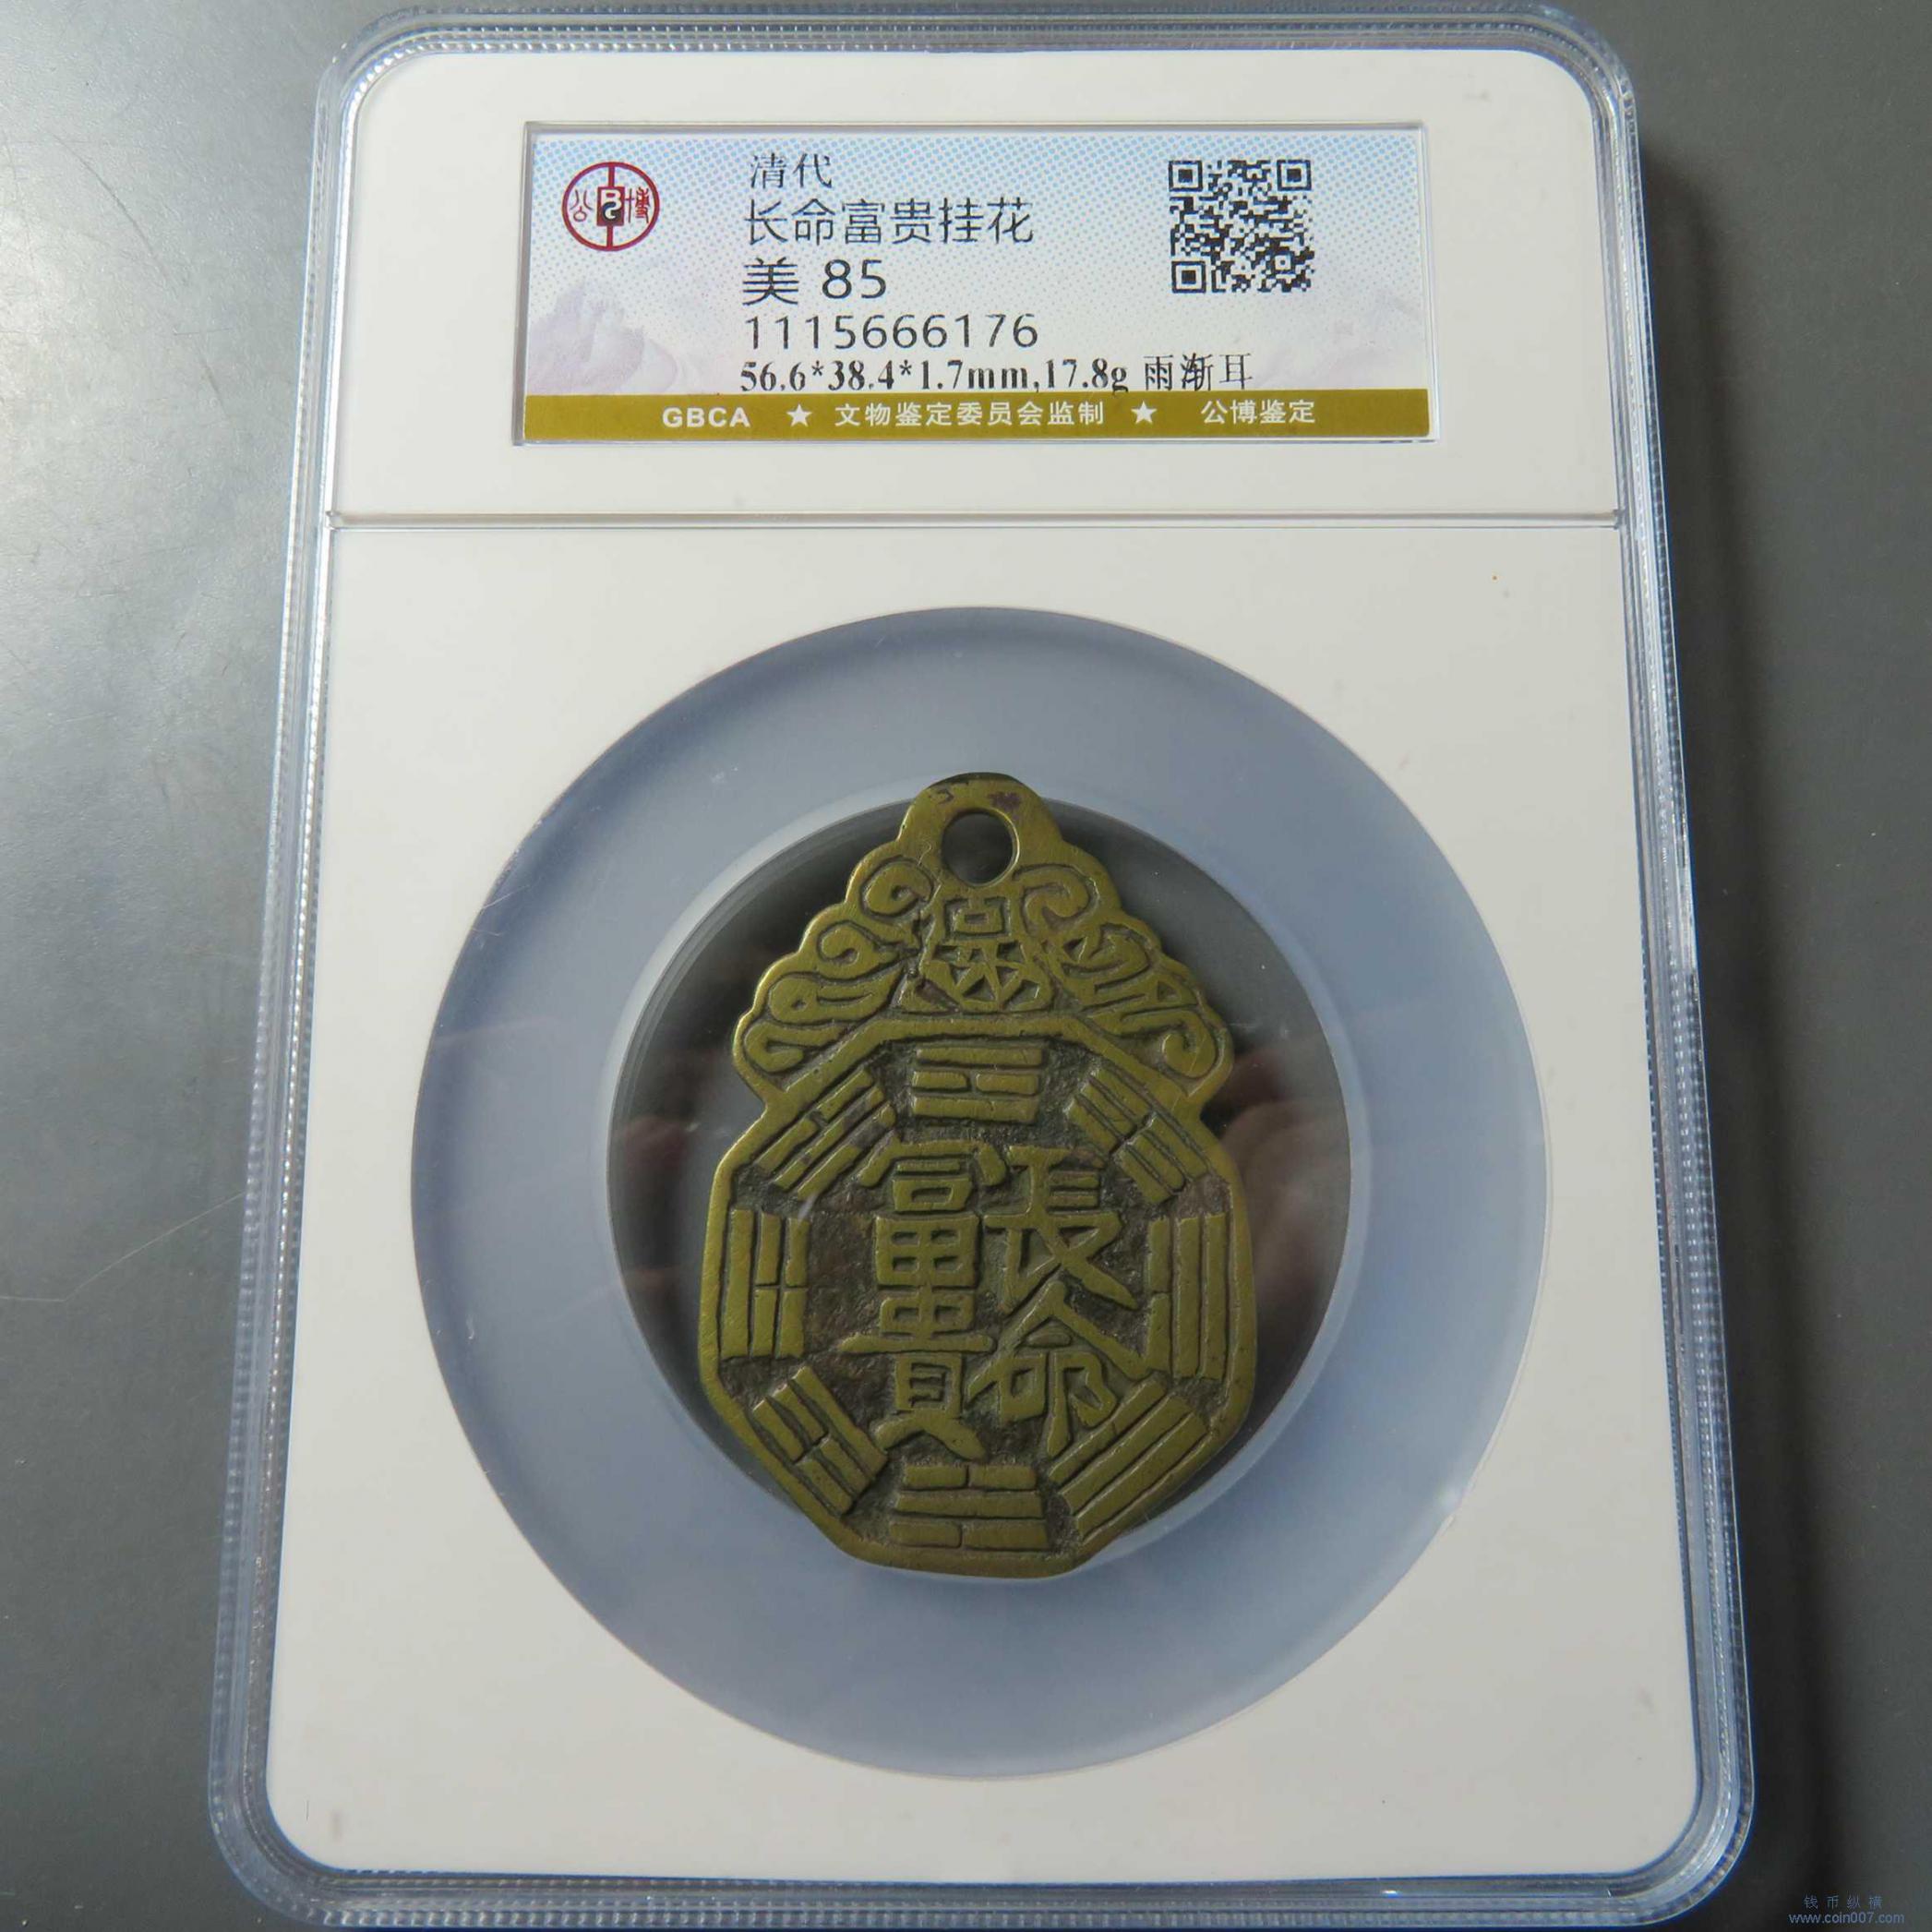 公博
清代
长命富贵挂花
美 85
1115666176
56.6*38.4*1.7mm,17.8g 雨渐耳
GBCA ★ 文物鉴定委员会监制 ★ 公博鉴定
長命
富貴
钱币纵横
www.coin007.com